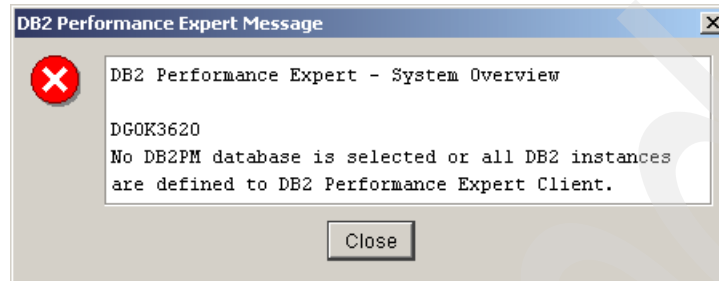 DB2 Performance Expert Message
DB2 Performance Expert - System Overview
DGOK3620
No DB2PM database is selected or all DB2 instances
are defined to DB2 Performance Expert Client.
Close